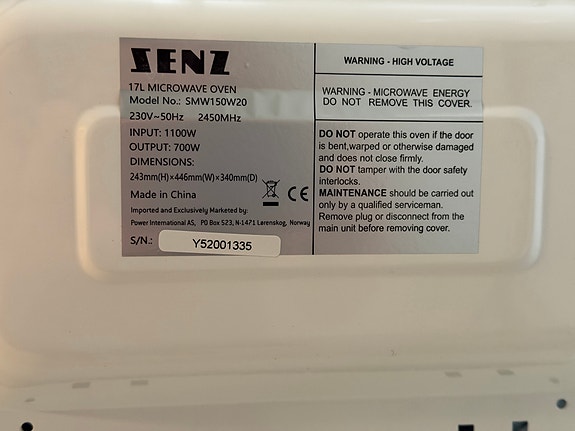 SENZ
17L MICROWAVE OVEN
Model No.: SMW150W20
230V~50Hz 2450MHz
INPUT: 1100W
OUTPUT: 700W
DIMENSIONS:
243mm(H)×446mm(W)×340mm(D)
Made in China
CE
Imported and Exclusively Marketed by:
Power International AS, PO Box 523, N-1471 Lørenskog, Norway
S/N.: Y52001335
WARNING - HIGH VOLTAGE
WARNING - MICROWAVE ENERGY
DO NOT REMOVE THIS COVER.
DO NOT operate this oven if the door
is bent,warped or otherwise damaged
and does not close firmly.
DO NOT tamper with the door safety
interlocks.
MAINTENANCE should be carried out
only by a qualified serviceman.
Remove plug or disconnect from the
main unit before removing cover.